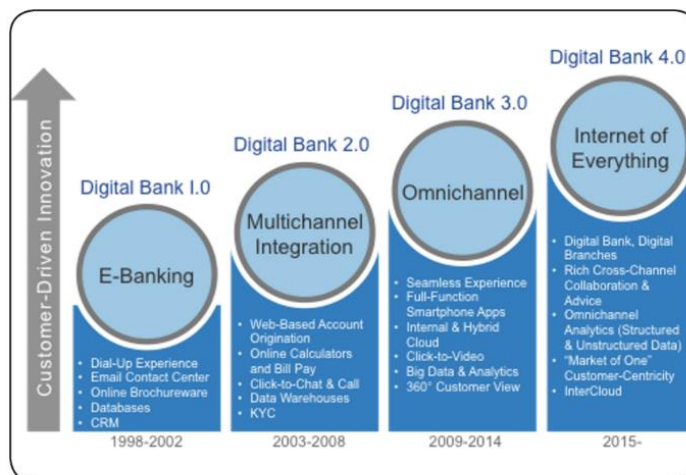 Customer-Driven Innovation
Digital Bank I.0
E-Banking
• Dial-Up Experience
• Email Contact Center
• Online Brochureware
• Databases
• CRM
1998-2002
Digital Bank 2.0
Multichannel
Integration
• Web-Based Account
Origination
• Online Calculators
and Bill Pay
• Click-to-Chat & Call
• Data Warehouses
• KYC
2003-2008
Digital Bank 3.0
Omnichannel
• Seamless Experience
• Full-Function
Smartphone Apps
• Internal & Hybrid
Cloud
• Click-to-Video
• Big Data & Analytics
• 360° Customer View
2009-2014
Digital Bank 4.0
Internet of
Everything
• Digital Bank, Digital
Branches
• Rich Cross-Channel
Collaboration &
Advice
• Omnichannel
Analytics (Structured
& Unstructured Data)
• “Market of One”
Customer-Centricity
• InterCloud
2015-